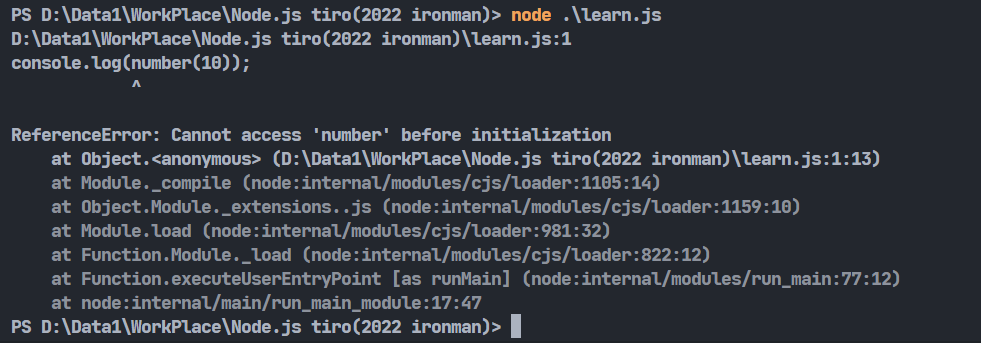 PS D:\Data1\WorkPlace\Node.js tiro(2022 ironman)> node .\learn.js
D:\Data1\WorkPlace\Node.js tiro(2022 ironman)\learn.js:1
console.log(number(10));
            ^

ReferenceError: Cannot access 'number' before initialization
    at Object.<anonymous> (D:\Data1\WorkPlace\Node.js tiro(2022 ironman)\learn.js:1:13)
    at Module._compile (node:internal/modules/cjs/loader:1105:14)
    at Object.Module._extensions..js (node:internal/modules/cjs/loader:1159:10)
    at Module.load (node:internal/modules/cjs/loader:981:32)
    at Function.Module._load (node:internal/modules/cjs/loader:822:12)
    at Function.executeUserEntryPoint [as runMain] (node:internal/modules/run_main:77:12)
    at node:internal/main/run_main_module:17:47
PS D:\Data1\WorkPlace\Node.js tiro(2022 ironman)>